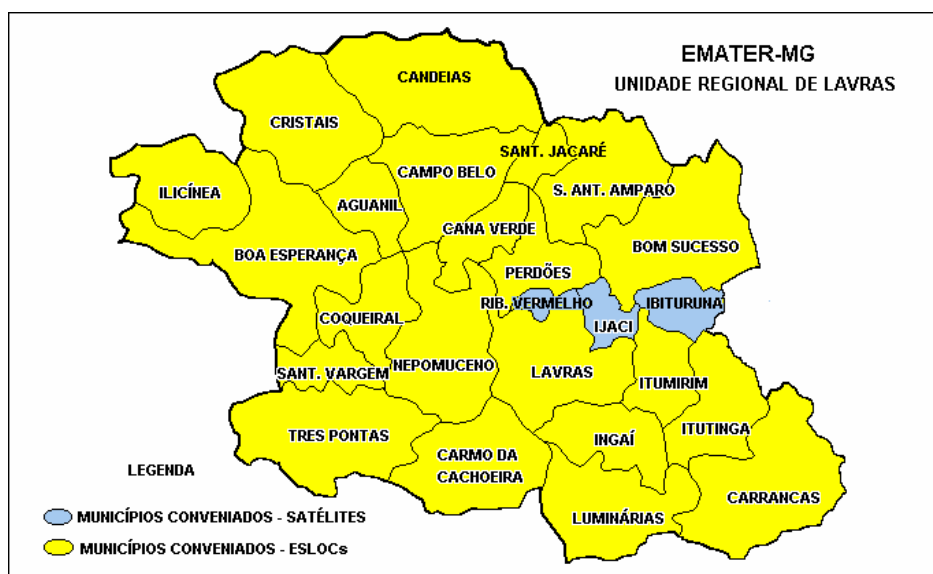 EMATER-MG
UNIDADE REGIONAL DE LAVRAS
CANDEIAS
CRISTAIS
SANT. JACARÉ
CAMPO BELO
ILICÍNEA
S. ANT. AMPARO
AGUANIL
CANA VERDE
BOM SUCESSO
BOA ESPERANÇA
PERDÕES
RIB. VERMELHO
IBITURUNA
COQUEIRAL
IJACI
NEPOMUCENO
SANT. VARGEM
LAVRAS
ITUMIRIM
TRES PONTAS
INGAÍ
ITUTINGA
CARMO DA
CACHOEIRA
CARRANCAS
LUMINÁRIAS
LEGENDA
MUNICÍPIOS CONVENIADOS - SATÉLITES
MUNICÍPIOS CONVENIADOS - ESLOCs